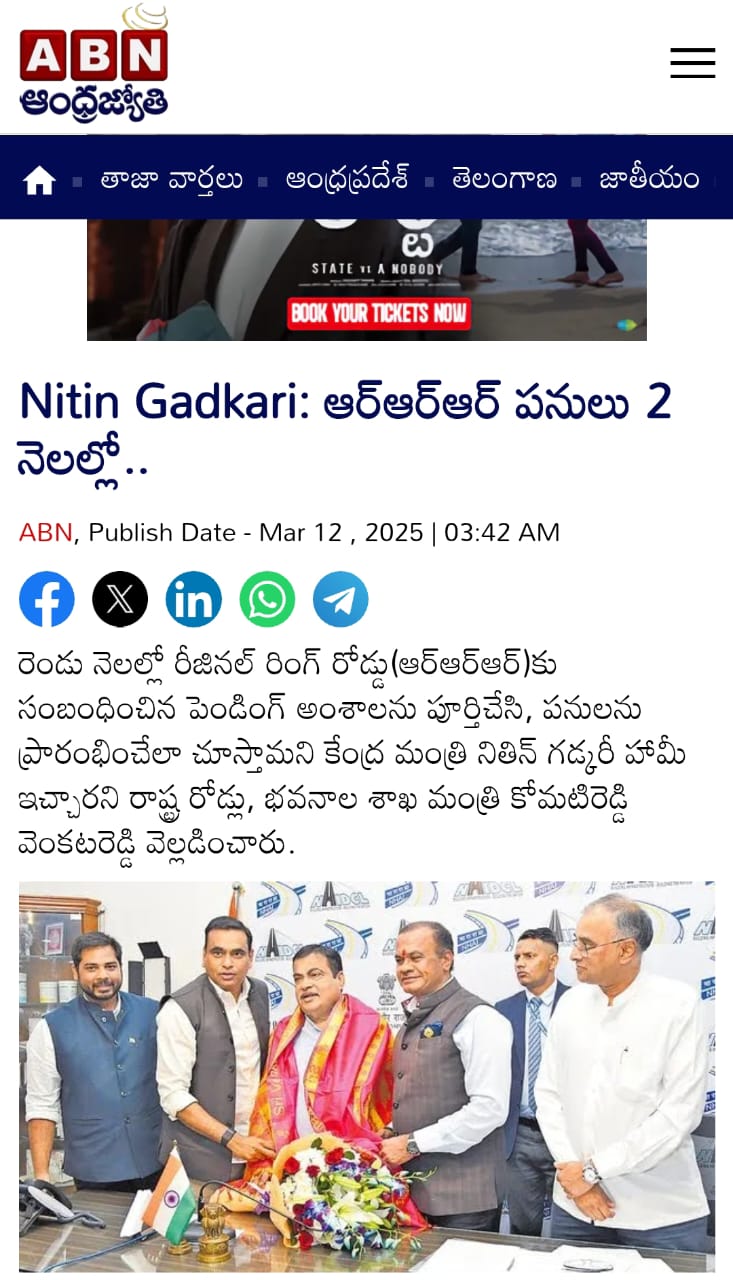 ABN
ఆంధ్రజ్యోతి
తాజా వార్తలు ఆంధ్రప్రదేశ్ తెలంగాణ జాతీయం
STATE vs A NOBODY
BOOK YOUR TICKETS NOW
Nitin Gadkari: ఆర్ఆర్ఆర్ పనులు 2
నెలల్లో..
ABN, Publish Date - Mar 12 , 2025 | 03:42 AM
రెండు నెలల్లో రీజినల్ రింగ్ రోడ్డు(ఆర్ఆర్ఆర్)కు
సంబంధించిన పెండింగ్ అంశాలను పూర్తిచేసి, పనులను
ప్రారంభించేలా చూస్తామని కేంద్ర మంత్రి నితిన్ గడ్కరీ హామీ
ఇచ్చారని రాష్ట్ర రోడ్లు, భవనాల శాఖ మంత్రి కోమటిరెడ్డి
వెంకటరెడ్డి వెల్లడించారు.
NHAI
NHIDCL
NHAI